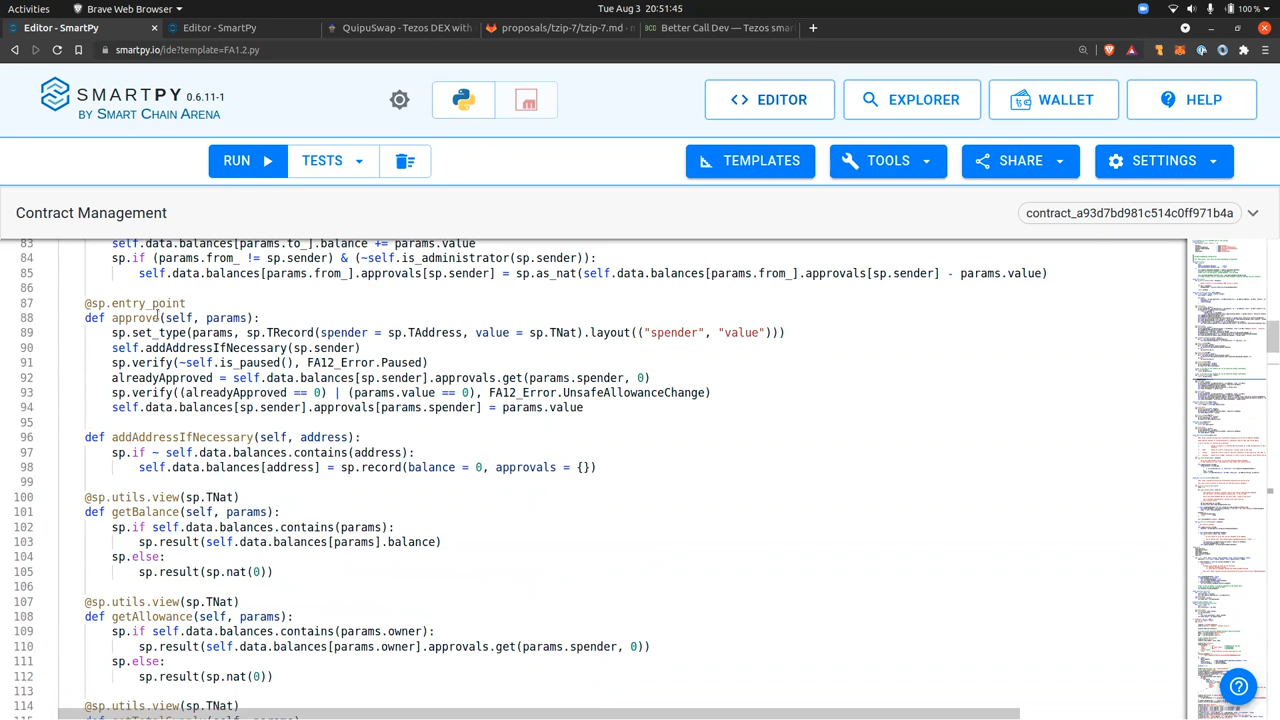 Activities
Brave Web Browser
Tue Aug 3 20:51:45
100 %
Editor - SmartPy
Editor - SmartPy
QuipuSwap - Tezos DEX with
proposals/tzip-7/tzip-7.md · n
BCD Better Call Dev — Tezos sm
smartpy.io/ide?template=FA1.2.py
SMARTPY 0.6.11-1
BY SMART CHAIN ARENA
EDITOR
EXPLORER
WALLET
HELP
RUN
TESTS
TEMPLATES
TOOLS
SHARE
SETTINGS
Contract Management
contract_a93d7bd981c514c0ff971b4a
83 self.data.balances[params.to_].balance += params.value
84 sp.if (params.from_ != sp.sender) & (~self.is_administrator(sp.sender)):
85 self.data.balances[params.from_].approvals[sp.sender] = sp.as_nat(self.data.balances[params.from_].approvals[sp.sender] - params.value)
86
87 @sp.entry_point
88 def approve(self, params):
89 sp.set_type(params, sp.TRecord(spender = sp.TAddress, value = sp.TNat).layout(("spender", "value")))
90 self.addAddressIfNecessary(sp.sender)
91 sp.verify(~self.is_paused(), FA12_Error.Paused)
92 alreadyApproved = self.data.balances[sp.sender].approvals.get(params.spender, 0)
93 sp.verify((alreadyApproved == 0) | (params.value == 0), FA12_Error.UnsafeAllowanceChange)
94 self.data.balances[sp.sender].approvals[params.spender] = params.value
95
96 def addAddressIfNecessary(self, address):
97 sp.if ~ self.data.balances.contains(address):
98 self.data.balances[address] = sp.record(balance = 0, approvals = {})
99
100 @sp.utils.view(sp.TNat)
101 def getBalance(self, params):
102 sp.if self.data.balances.contains(params):
103 sp.result(self.data.balances[params].balance)
104 sp.else:
105 sp.result(sp.nat(0))
106
107 @sp.utils.view(sp.TNat)
108 def getAllowance(self, params):
109 sp.if self.data.balances.contains(params.owner):
110 sp.result(self.data.balances[params.owner].approvals.get(params.spender, 0))
111 sp.else:
112 sp.result(sp.nat(0))
113
114 @sp.utils.view(sp.TNat)